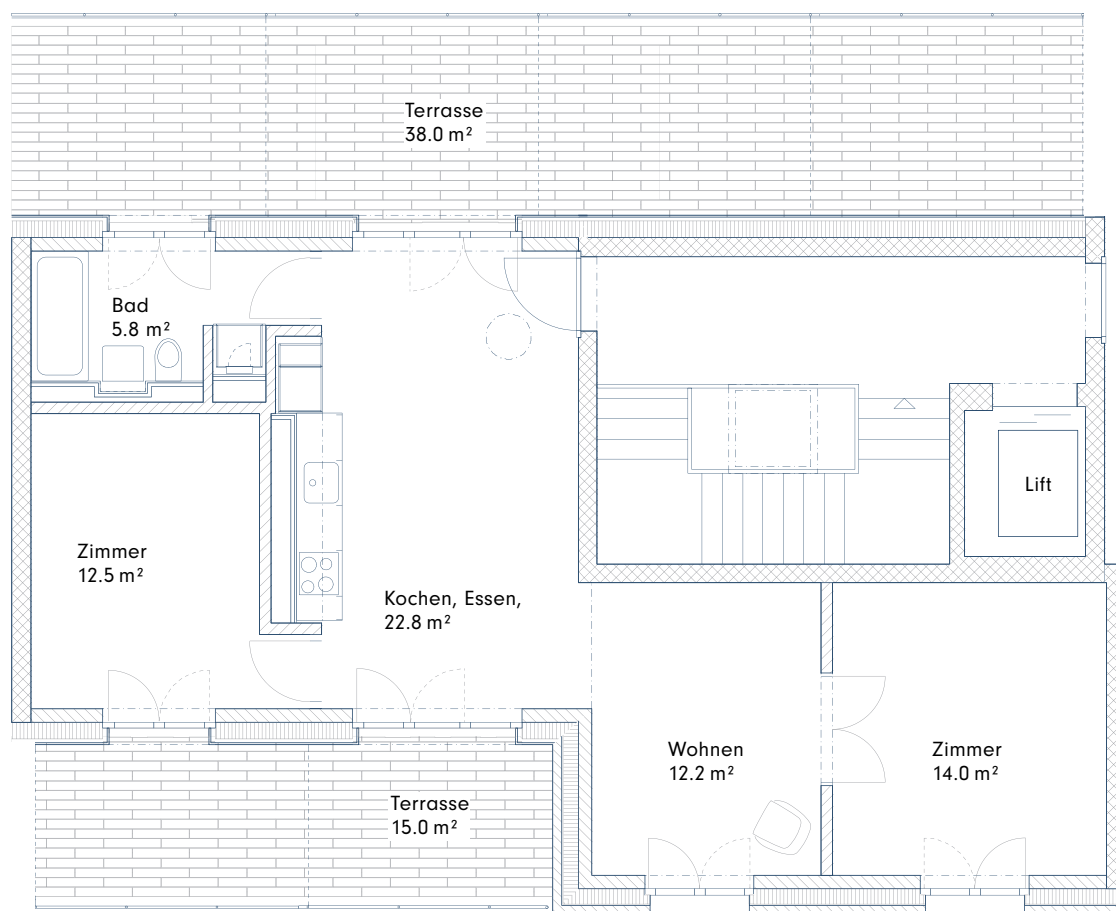 Terrasse
38.0 m²
Bad
5.8 m²
Lift
Zimmer
12.5 m²
Kochen, Essen,
22.8 m²
Wohnen
12.2 m²
Zimmer
14.0 m²
Terrasse
15.0 m²